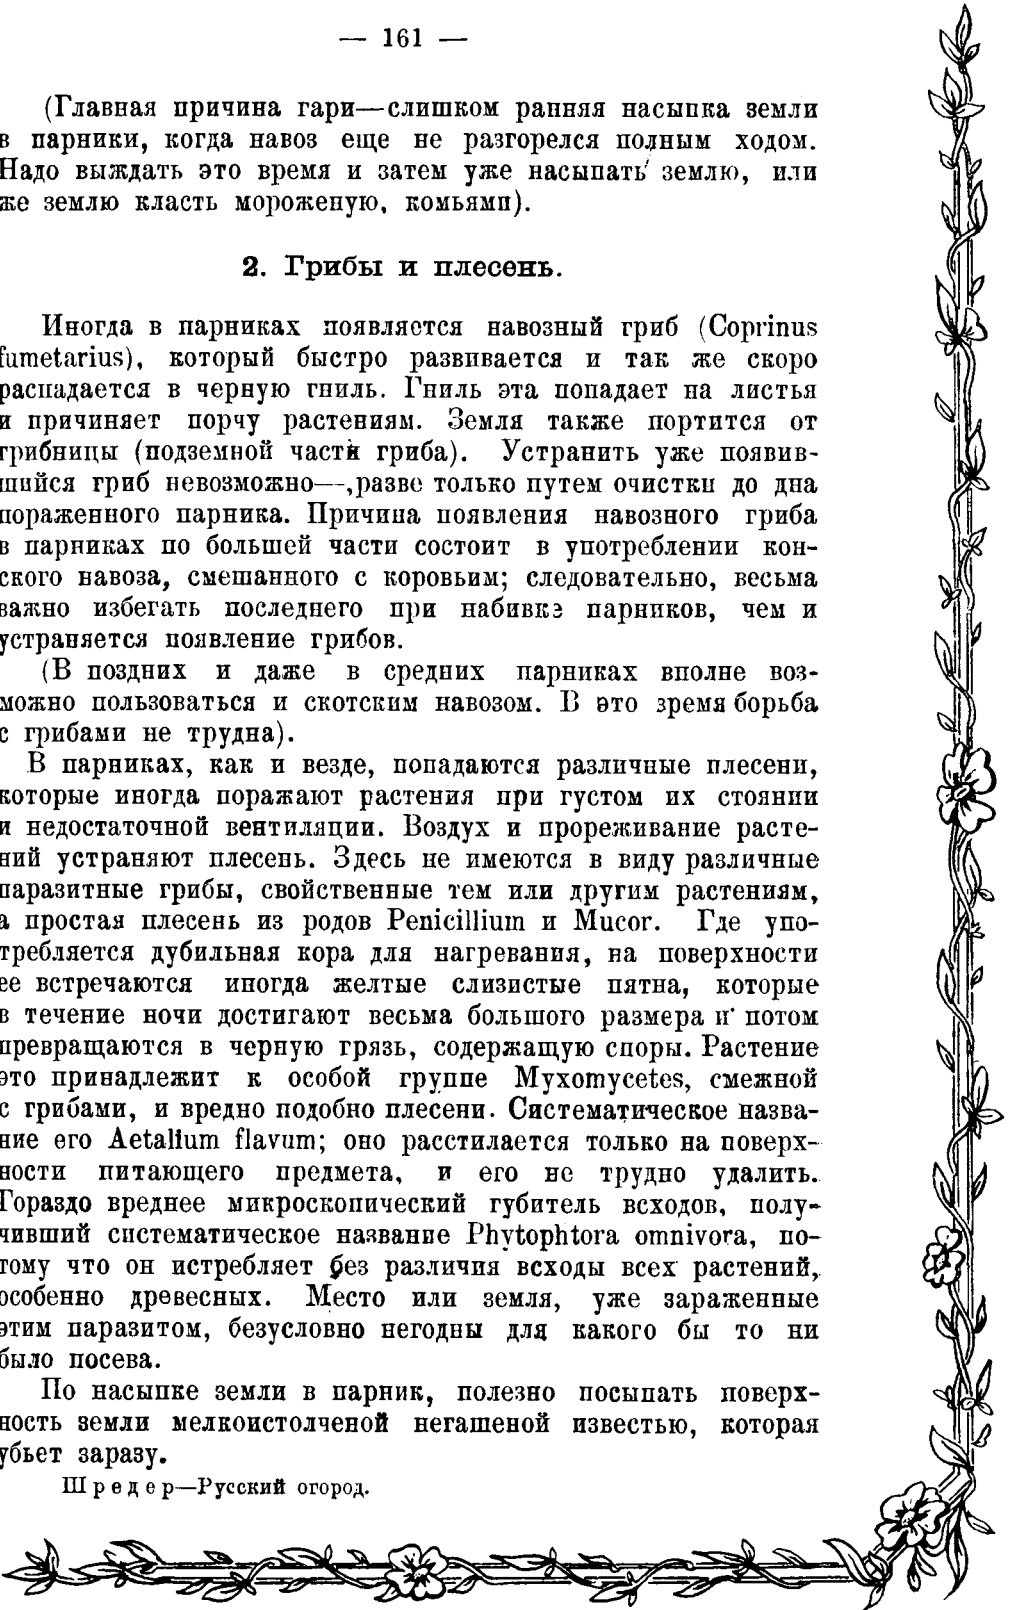 — 161 —
(Главная причина гари—слишком ранняя насыпка земли
в парники, когда навоз еще не разгорелся полным ходом.
Надо выждать это время и затем уже насыпать землю, или
же землю класть мороженую, комьями).
2. Грибы и плесень.
Иногда в парниках появляется навозный гриб (Coprinus
fumetarius), который быстро развивается и так же скоро
распадается в черную гниль. Гниль эта попадает на листья
и причиняет порчу растениям. Земля также портится от
грибницы (подземной части гриба). Устранить уже появив-
шийся гриб невозможно—,разве только путем очистки до дна
пораженного парника. Причина появления навозного гриба
в парниках по большей части состоит в употреблении кон-
ского навоза, смешанного с коровьим; следовательно, весьма
важно избегать последнего при набивкэ парников, чем и
устраняется появление грибов.
(В поздних и даже в средних парниках вполне воз-
можно пользоваться и скотским навозом. В это зремя борьба
с грибами не трудна).
В парниках, как и везде, попадаются различные плесени,
которые иногда поражают растения при густом их стоянии
и недостаточной вентиляции. Воздух и прореживание расте-
ний устраняют плесень. Здесь не имеются в виду различные
паразитные грибы, свойственные тем или другим растениям,
а простая плесень из родов Penicillium и Mucor. Где упо-
требляется дубильная кора для нагревания, на поверхности
ее встречаются иногда желтые слизистые пятна, которые
в течение ночи достигают весьма большого размера и потом
превращаются в черную грязь, содержащую споры. Растение
это принадлежит к особой группе Myxomycetes, смежной
с грибами, и вредно подобно плесени. Систематическое назва-
ние его Aetalium flavum; оно расстилается только на поверх-
ности питающего предмета, и его не трудно удалить.
Гораздо вреднее микроскопический губитель всходов, полу-
чивший систематическое название Phytophtora omnivora, по-
тому что он истребляет без различия всходы всех растений,
особенно древесных. Место или земля, уже зараженные
этим паразитом, безусловно негодны для какого бы то ни
было посева.
По насыпке земли в парник, полезно посыпать поверх-
ность земли мелкоистолченой негашеной известью, которая
убьет заразу.
Шредер—Русский огород.